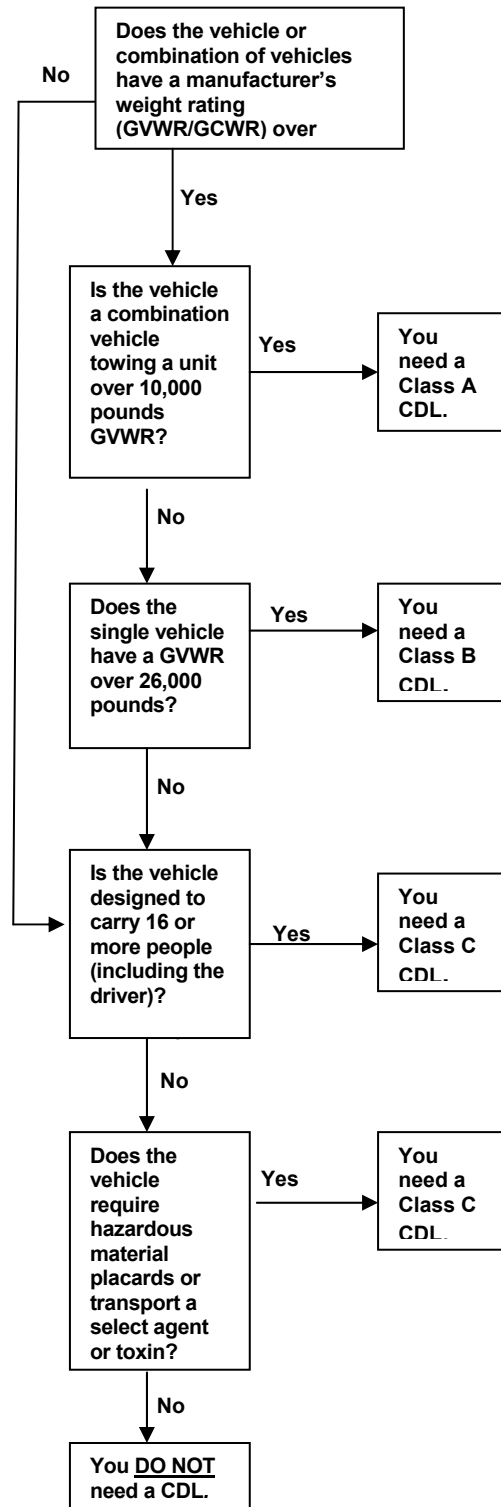 Does the vehicle or
combination of vehicles
have a manufacturer's
weight rating
(GVWR/GCWR) over
No
Yes
Is the vehicle
a combination
vehicle
towing a unit
over 10,000
pounds
GVWR?
Yes
You
need a
Class A
CDL.
No
Does the
single vehicle
have a GVWR
over 26,000
pounds?
Yes
You
need a
Class B
CDL.
No
Is the vehicle
designed to
carry 16 or
more people
(including the
driver)?
Yes
You
need a
Class C
CDL.
No
Does the
vehicle
require
hazardous
material
placards or
transport a
select agent
or toxin?
Yes
You
need a
Class C
CDL.
No
You DO NOT
need a CDL.